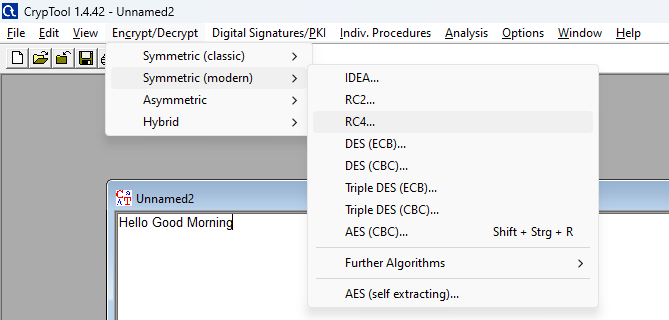 CrypTool 1.4.42 - Unnamed2
File Edit View Encrypt/Decrypt Digital Signatures/PKI Indiv. Procedures Analysis Options Window Help
Symmetric (classic)
Symmetric (modern)
Asymmetric
Hybrid
IDEA...
RC2...
RC4...
DES (ECB)...
DES (CBC)...
Triple DES (ECB)...
Triple DES (CBC)...
AES (CBC)... Shift + Strg + R
Further Algorithms
AES (self extracting)...
Unnamed2
Hello Good Morning